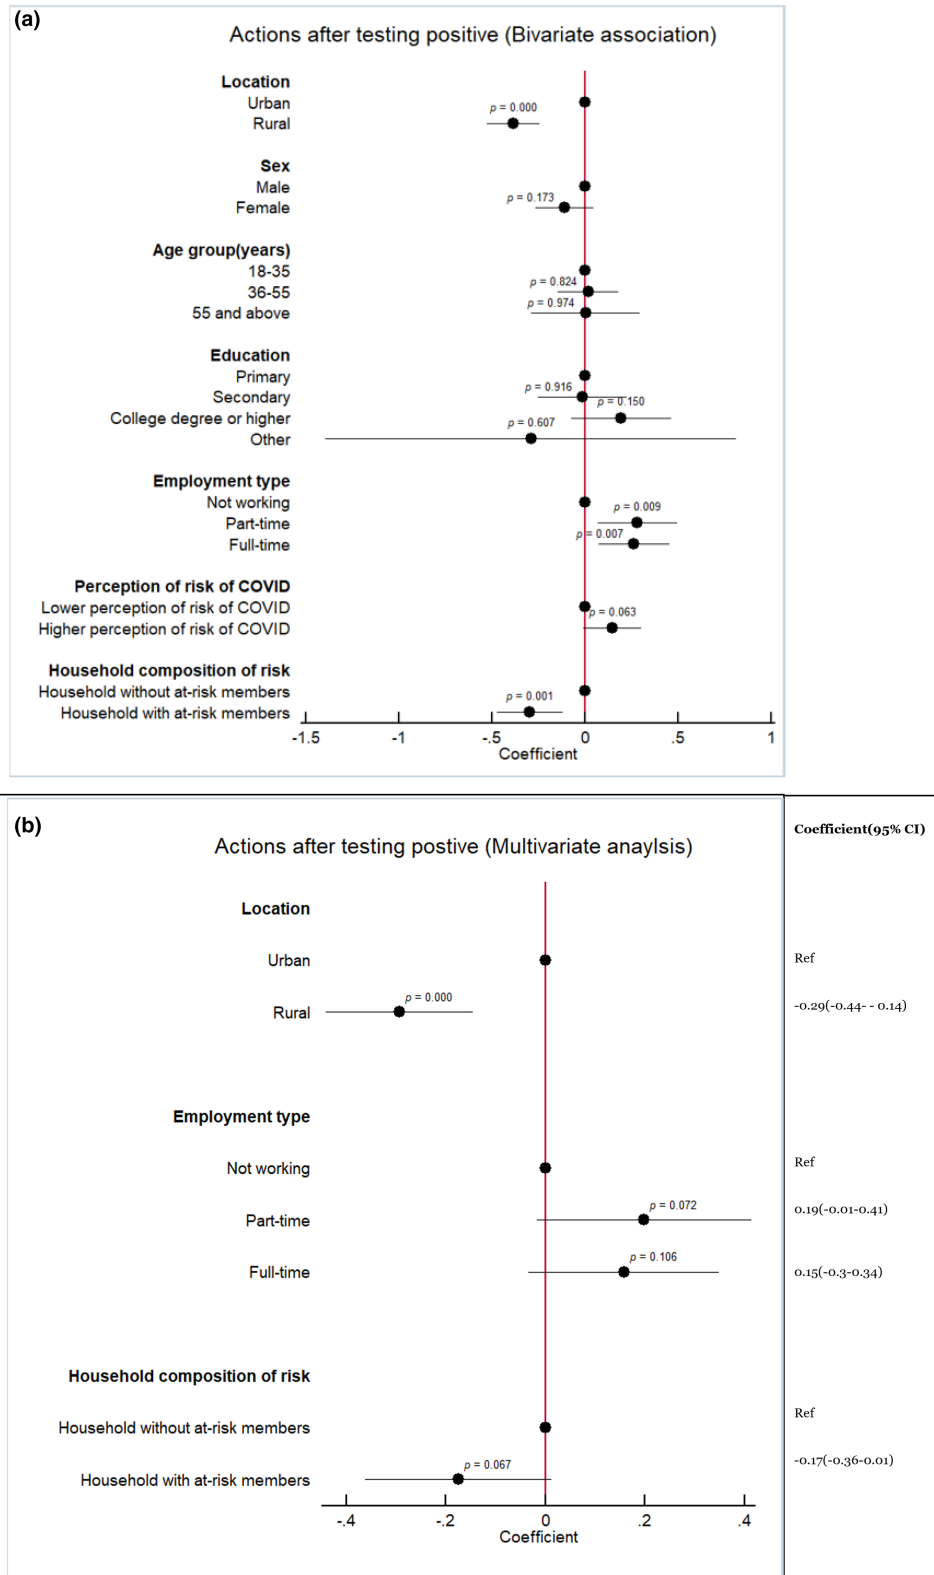 (a)
Actions after testing positive (Bivariate association)
Location
Urban
p = 0.000
Rural
Sex
Male
p = 0.173
Female
Age group(years)
18-35
p = 0.824
36-55
p = 0.974
55 and above
Education
Primary
p = 0.916
Secondary
p = 0.150
College degree or higher
p = 0.607
Other
Employment type
Not working
p = 0.009
Part-time
p = 0.007
Full-time
Perception of risk of COVID
Lower perception of risk of COVID
p = 0.063
Higher perception of risk of COVID
Household composition of risk
Household without at-risk members
p = 0.001
Household with at-risk members
-1.5 -1 -.5 0 .5 1
Coefficient
(b)
Coefficient(95% CI)
Actions after testing postive (Multivariate anaylsis)
Location
Urban
Ref
p = 0.000
Rural
-0.29(-0.44- - 0.14)
Employment type
Not working
Ref
p = 0.072
Part-time
0.19(-0.01-0.41)
p = 0.106
Full-time
0.15(-0.3-0.34)
Household composition of risk
Household without at-risk members
Ref
p = 0.067
Household with at-risk members
-0.17(-0.36-0.01)
-.4 -.2 0 .2 .4
Coefficient